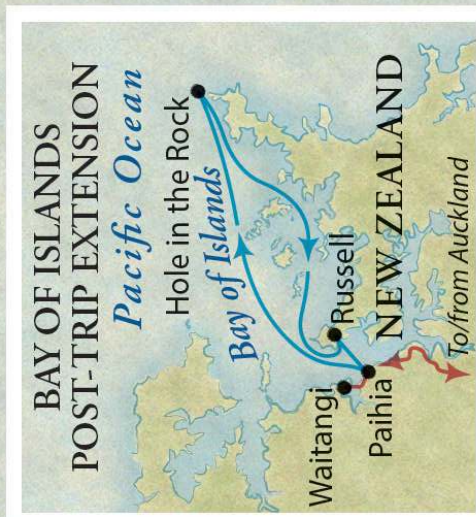 BAY OF ISLANDS
POST-TRIP EXTENSION
Pacific Ocean
Hole in the Rock
Bay of Islands
Russell
Waitangi
Paihia
NEW ZEALAND
To/from Auckland